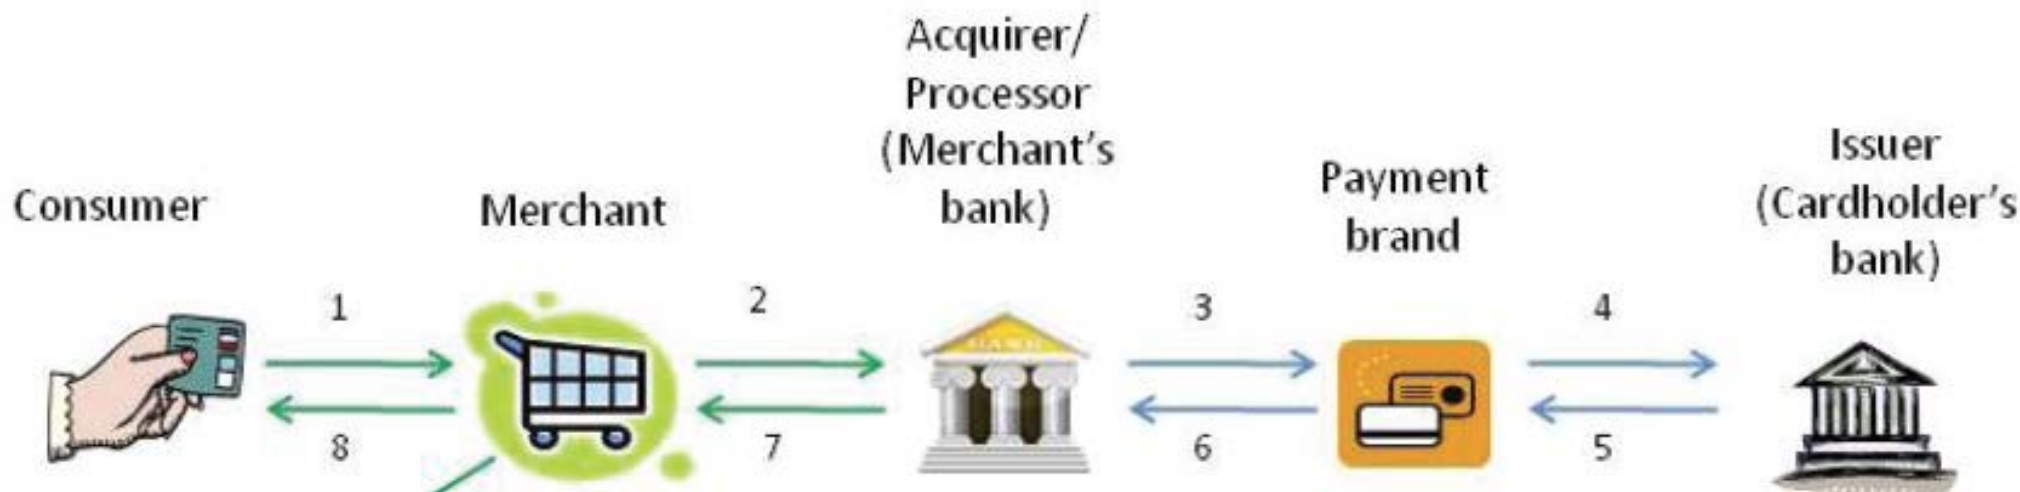 Acquirer/
Processor
(Merchant's
bank)
Issuer
(Cardholder's
bank)
Payment
brand
Consumer
Merchant
1
2
3
4
8
7
6
5